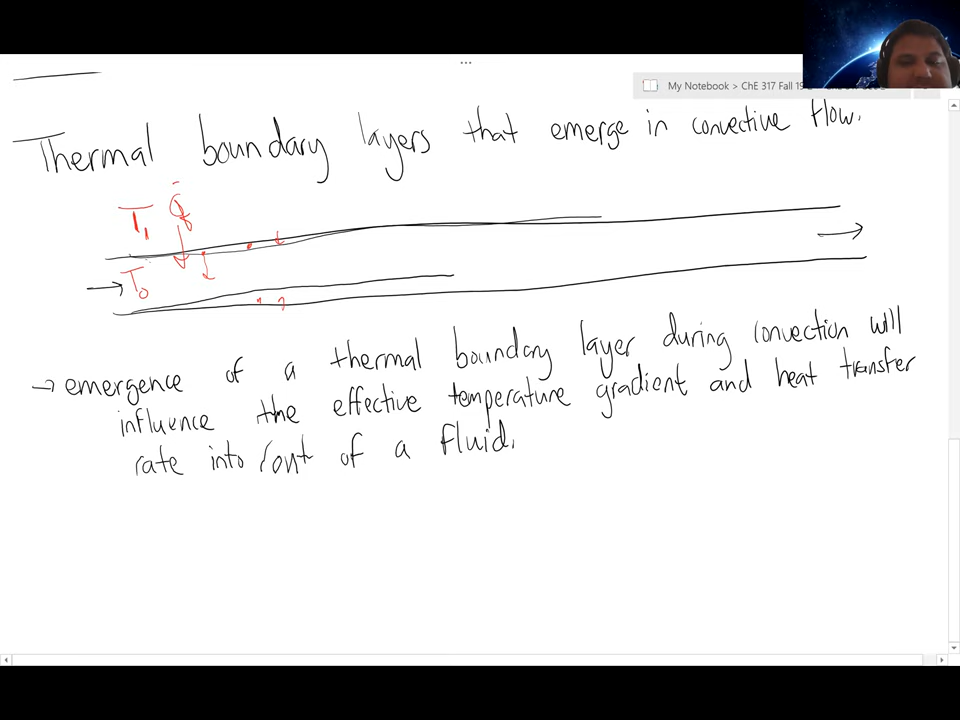 My Notebook > ChE 317 Fall 19
Thermal boundary layers that emerge in convective flow.
T₁ q̇
T₀
→ emergence of a thermal boundary layer during convection will
influence the effective temperature gradient and heat transfer
rate into/out of a fluid.